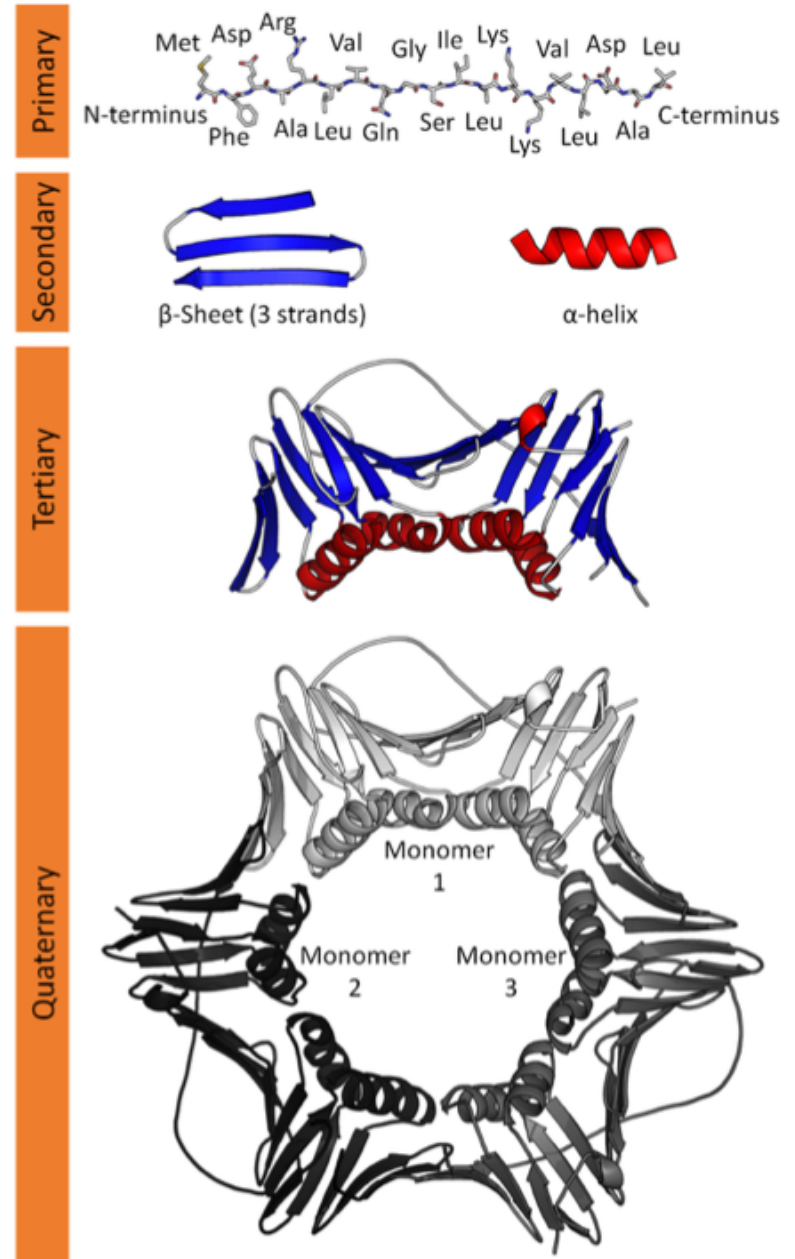 Primary
Met Asp Arg Val Gly Ile Lys Val Asp Leu
N-terminus C-terminus
Phe Ala Leu Gln Ser Leu Lys Leu Ala
Secondary
β-Sheet (3 strands) α-helix
Tertiary
Quaternary
Monomer
1
Monomer Monomer
2 3